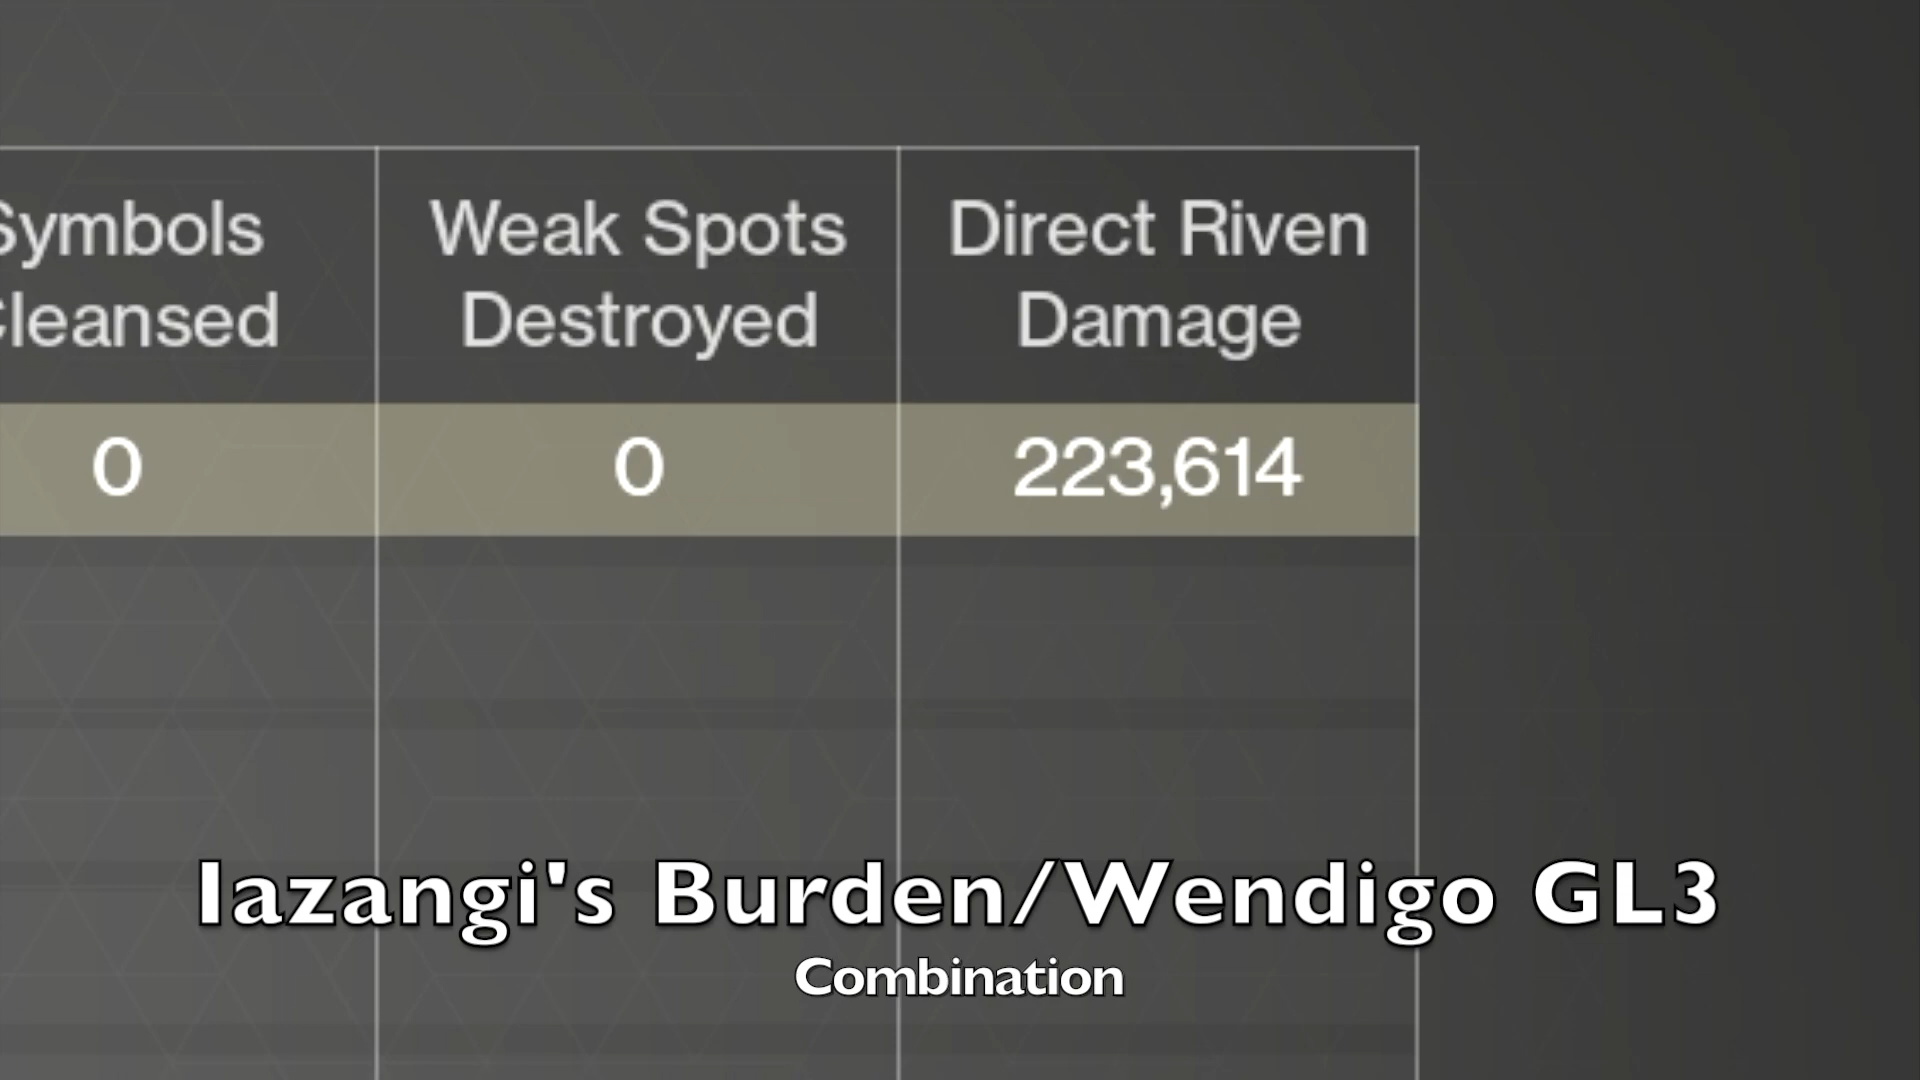 Symbols
Cleansed
Weak Spots
Destroyed
Direct Riven
Damage
0
0
223,614
Iazangi's Burden/Wendigo GL3
Combination